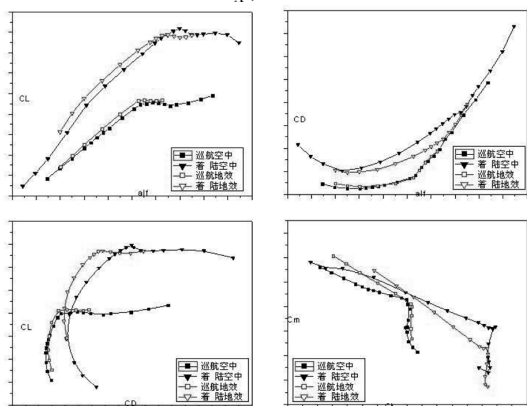 CL
巡航空中
着 陆空中
巡航地效
着 陆地效
alf
CD
巡航空中
着 陆空中
巡航地效
着 陆地效
alf
CL
巡航空中
着 陆空中
巡航地效
着 陆地效
CD
Cm
巡航空中
着 陆空中
巡航地效
着 陆地效